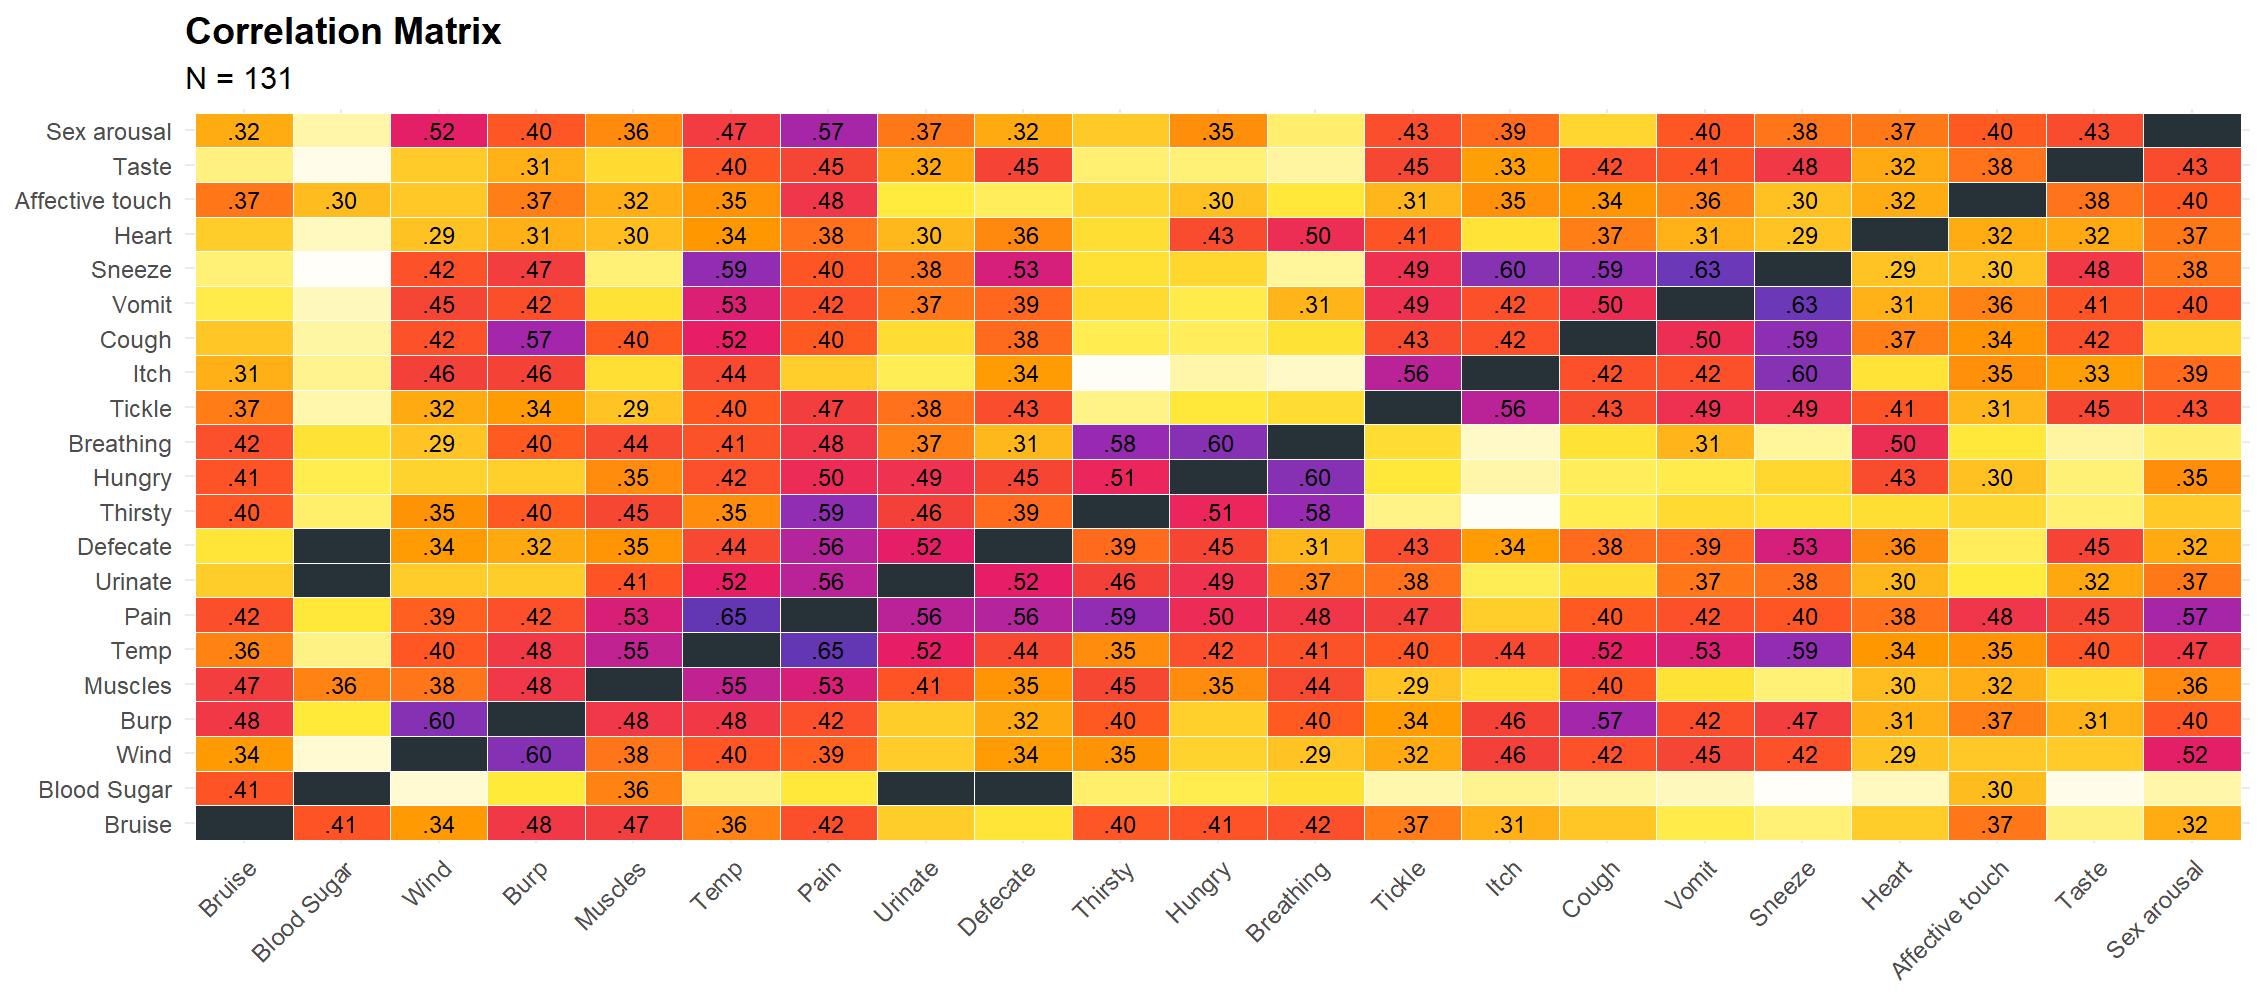 Correlation Matrix
N = 131
Sex arousal .32 .52 .40 .36 .47 .57 .37 .32 .35 .43 .39 .40 .38 .37 .40 .43
Taste .31 .40 .45 .32 .45 .45 .33 .42 .41 .48 .32 .38 .43
Affective touch .37 .30 .37 .32 .35 .48 .30 .31 .35 .34 .36 .30 .32 .38 .40
Heart .29 .31 .30 .34 .38 .30 .36 .43 .50 .41 .37 .31 .29 .32 .32 .37
Sneeze .42 .47 .59 .40 .38 .53 .49 .60 .59 .63 .29 .30 .48 .38
Vomit .45 .42 .53 .42 .37 .39 .31 .49 .42 .50 .63 .31 .36 .41 .40
Cough .42 .57 .40 .52 .40 .38 .43 .42 .50 .59 .37 .34 .42
Itch .31 .46 .46 .44 .34 .56 .42 .42 .60 .35 .33 .39
Tickle .37 .32 .34 .29 .40 .47 .38 .43 .56 .43 .49 .49 .41 .31 .45 .43
Breathing .42 .29 .40 .44 .41 .48 .37 .31 .58 .60 .31 .50
Hungry .41 .35 .42 .50 .49 .45 .51 .60 .43 .30 .35
Thirsty .40 .35 .40 .45 .35 .59 .46 .39 .51 .58
Defecate .34 .32 .35 .44 .56 .52 .39 .45 .31 .43 .34 .38 .39 .53 .36 .45 .32
Urinate .41 .52 .56 .52 .46 .49 .37 .38 .37 .38 .30 .32 .37
Pain .42 .39 .42 .53 .65 .56 .56 .59 .50 .48 .47 .40 .42 .40 .38 .48 .45 .57
Temp .36 .40 .48 .55 .65 .52 .44 .35 .42 .41 .40 .44 .52 .53 .59 .34 .35 .40 .47
Muscles .47 .36 .38 .48 .55 .53 .41 .35 .45 .35 .44 .29 .40 .30 .32 .36
Burp .48 .60 .48 .48 .42 .32 .40 .40 .34 .46 .57 .42 .47 .31 .37 .31 .40
Wind .34 .60 .38 .40 .39 .34 .35 .29 .32 .46 .42 .45 .42 .29 .52
Blood Sugar .41 .36 .30
Bruise .41 .34 .48 .47 .36 .42 .40 .41 .42 .37 .31 .37 .32
Bruise Blood Sugar Wind Burp Muscles Temp Pain Urinate Defecate Thirsty Hungry Breathing Tickle Itch Cough Vomit Sneeze Heart Affective touch Taste Sex arousal